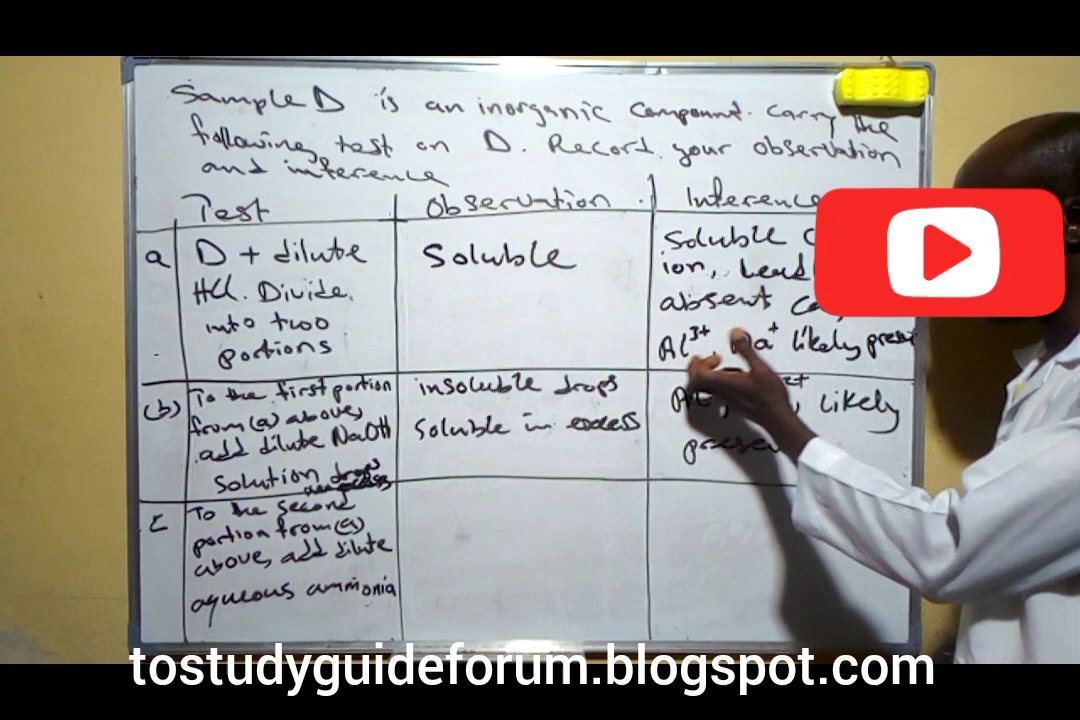 Sample D is an inorganic compound. Carry the
following test on D. Record your observation
and inference
Test
Observation
Inference
a
D + dilute
HCl. Divide
into two
portions
Soluble
Soluble
ion, Lead
absent
Al³⁺ likely present
(b)
To the first portion
from (a) above,
add dilute NaOH
solution drops
insoluble drops
Soluble in excess
likely
c
To the second
portion from (a)
above, add dilute
aqueous ammonia
tostudyguideforum.blogspot.com